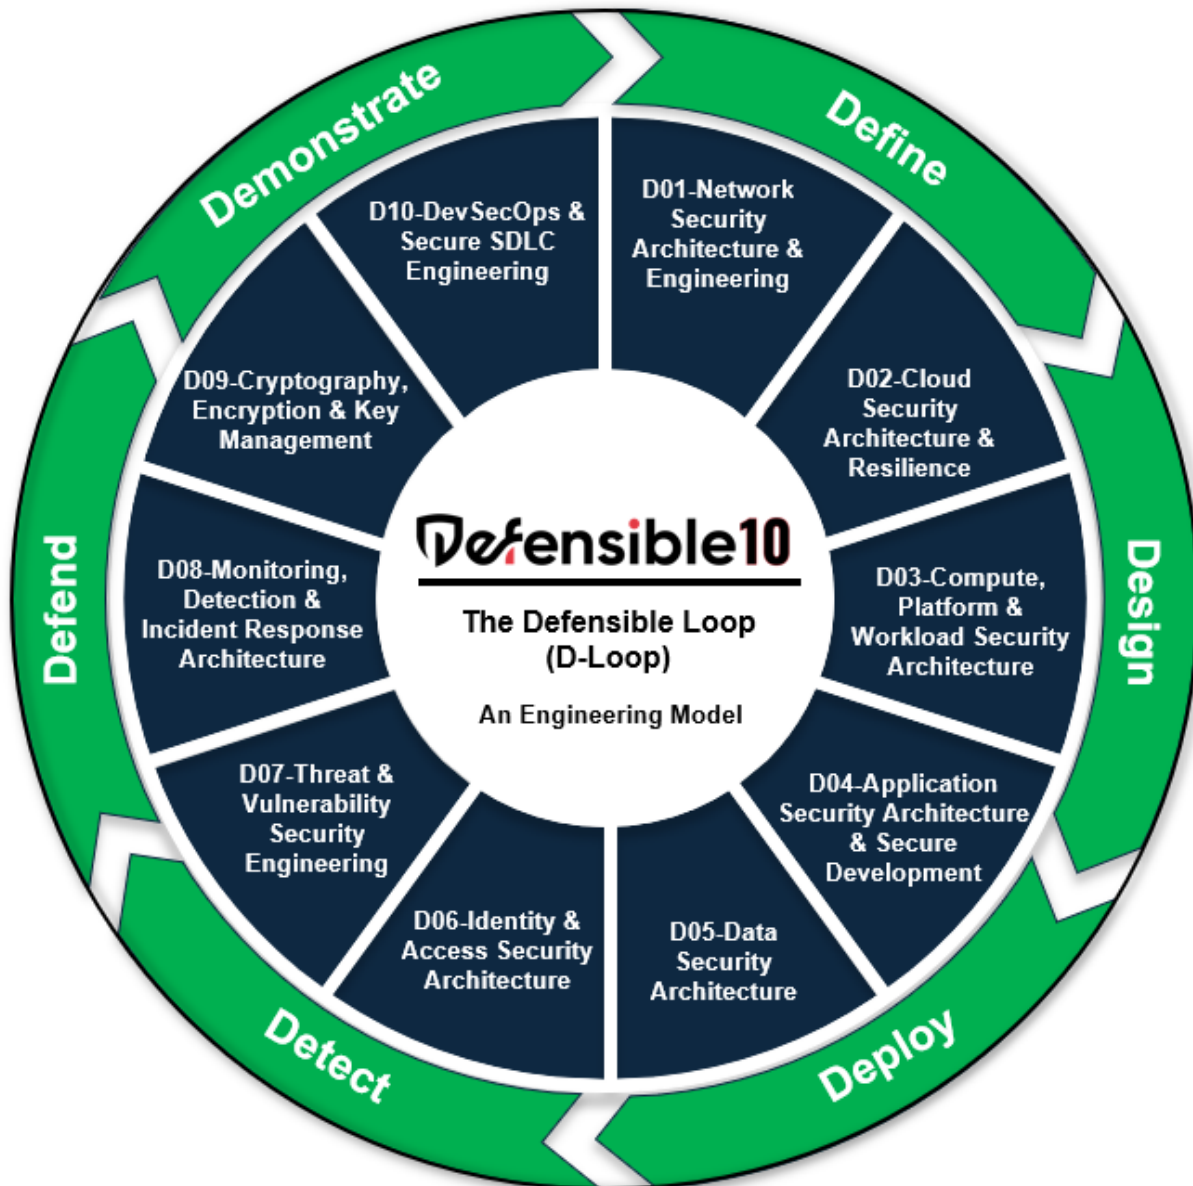 Define
Design
Deploy
Detect
Defend
Demonstrate
D01-Network
Security
Architecture &
Engineering
D02-Cloud
Security
Architecture &
Resilience
D03-Compute,
Platform &
Workload Security
Architecture
D04-Application
Security Architecture
& Secure
Development
D05-Data
Security
Architecture
D06-Identity &
Access Security
Architecture
D07-Threat &
Vulnerability
Security
Engineering
D08-Monitoring,
Detection &
Incident Response
Architecture
D09-Cryptography,
Encryption & Key
Management
D10-DevSecOps &
Secure SDLC
Engineering
Defensible10
The Defensible Loop
(D-Loop)
An Engineering Model